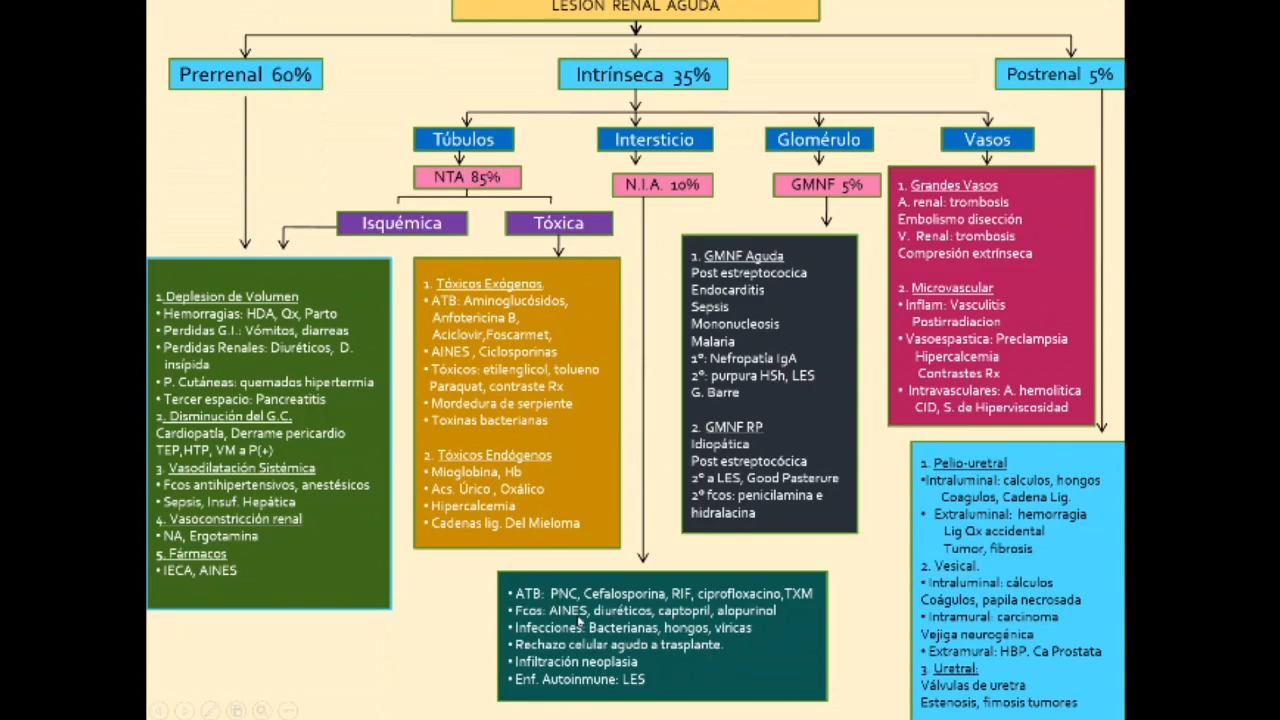 LESION RENAL AGUDA
Prerrenal 60%
Intrínseca 35%
Postrenal 5%
Túbulos
Intersticio
Glomérulo
Vasos
NTA 85%
N.I.A. 10%
GMNF 5%
Isquémica
Tóxica
1.Deplesion de Volumen
• Hemorragias: HDA, Qx, Parto
• Perdidas G.I.: Vómitos, diarreas
• Perdidas Renales: Diuréticos, D.
insípida
• P. Cutáneas: quemados hipertermia
• Tercer espacio: Pancreatitis
2. Disminución del G.C.
Cardiopatía, Derrame pericardio
TEP,HTP, VM a P(+)
3. Vasodilatación Sistémica
• Fcos antihipertensivos, anestésicos
• Sepsis, Insuf. Hepática
4. Vasoconstricción renal
• NA, Ergotamina
5. Fármacos
• IECA, AINES
1. Tóxicos Exógenos
• ATB: Aminoglucósidos,
Anfotericina B,
Aciclovir,Foscarmet,
• AINES , Ciclosporinas
• Tóxicos: etilenglicol, tolueno
Paraquat, contraste Rx
• Mordedura de serpiente
• Toxinas bacterianas
2. Tóxicos Endógenos
• Mioglobina, Hb
• Acs. Úrico , Oxálico
• Hipercalcemia
• Cadenas lig. Del Mieloma
• ATB: PNC, Cefalosporina, RIF, ciprofloxacino,TXM
• Fcos: AINES, diuréticos, captopril, alopurinol
• Infecciones: Bacterianas, hongos, víricas
• Rechazo celular agudo a trasplante.
• Infiltración neoplasia
• Enf. Autoinmune: LES
1. GMNF Aguda
Post estreptococica
Endocarditis
Sepsis
Mononucleosis
Malaria
1º: Nefropatía IgA
2º: purpura HSh, LES
G. Barre
2. GMNF RP
Idiopática
Post estreptocócica
2º a LES, Good Pasterure
2º fcos: penicilamina e
hidralacina
1. Grandes Vasos
A. renal: trombosis
Embolismo disección
V. Renal: trombosis
Compresión extrínseca
2. Microvascular
• Inflam: Vasculitis
Postirradiacion
• Vasoespastica: Preclampsia
Hipercalcemia
Contrastes Rx
• Intravasculares: A. hemolitica
CID, S. de Hiperviscosidad
1. Pelio-uretral
•Intraluminal: calculos, hongos
Coagulos, Cadena Lig.
• Extraluminal: hemorragia
Lig Qx accidental
Tumor, fibrosis
2. Vesical.
• Intraluminal: cálculos
Coágulos, papila necrosada
• Intramural: carcinoma
Vejiga neurogénica
• Extramural: HBP. Ca Prostata
3. Uretral:
Válvulas de uretra
Estenosis, fimosis tumores